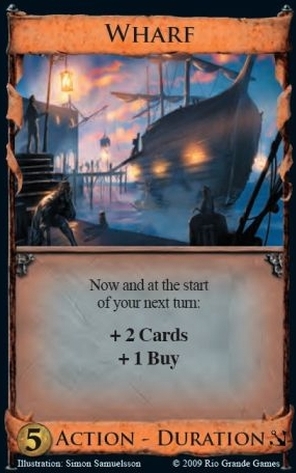 Wharf
Now and at the start
of your next turn:
+2 Cards
+1 Buy
5 Action - Duration
Illustration: Simon Samuelsson © 2009 Rio Grande Games